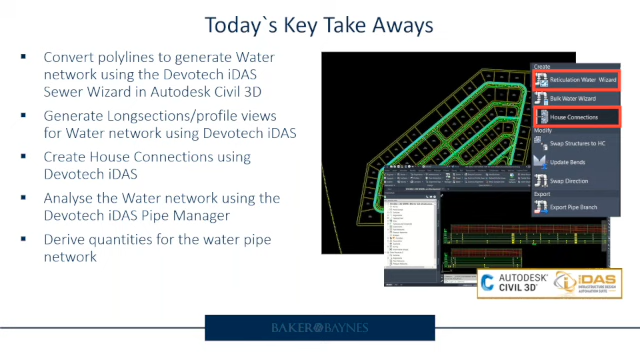 Today`s Key Take Aways
▪ Convert polylines to generate Water
network using the Devotech iDAS
Sewer Wizard in Autodesk Civil 3D
▪ Generate Longsections/profile views
for Water network using Devotech iDAS
▪ Create House Connections using
Devotech iDAS
▪ Analyse the Water network using the
Devotech iDAS Pipe Manager
▪ Derive quantities for the water pipe
network
Create
Reticulation Water Wizard
Bulk Water Wizard
House Connections
Modify
Swap Structures to HC
Update Bends
Swap Direction
Export
Export Pipe Branch
AUTODESK
CIVIL 3D
iDAS
BAKER BAYNES